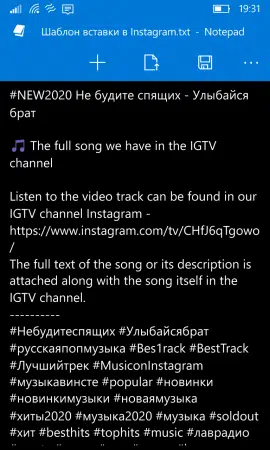 19:31
Шаблон вставки в Instagram.txt - Notepad
#NEW2020 Не будите спящих - Улыбайся
брат
🎵 The full song we have in the IGTV
channel
Listen to the video track can be found in our
IGTV channel Instagram -
https://www.instagram.com/tv/CHfJ6qTgowo
/
The full text of the song or its description is
attached along with the song itself in the
IGTV channel.
----------
#Небудитеспящих #Улыбайсябрат
#русскаяпопмузыка #Bes1rack #BestTrack
#Лучшийтрек #MusiconInstagram
#музыкавинсте #popular #новинки
#новинкимузыки #новаямузыка
#хиты2020 #музыка2020 #музыка #soldout
#хит #besthits #tophits #music #лаврадио